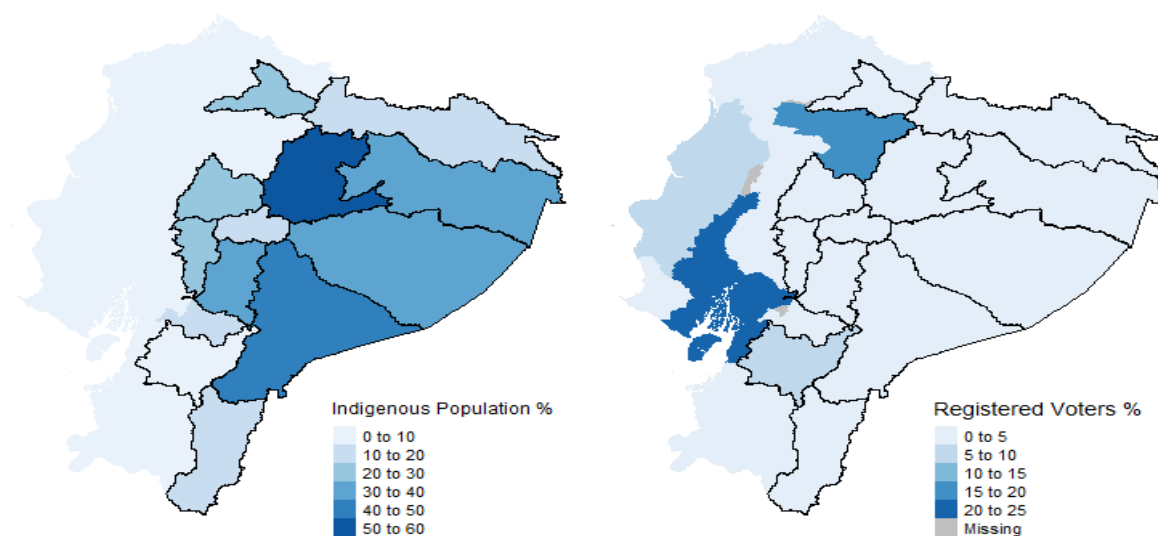 Indigenous Population %
0 to 10
10 to 20
20 to 30
30 to 40
40 to 50
50 to 60
Registered Voters %
0 to 5
5 to 10
10 to 15
15 to 20
20 to 25
Missing